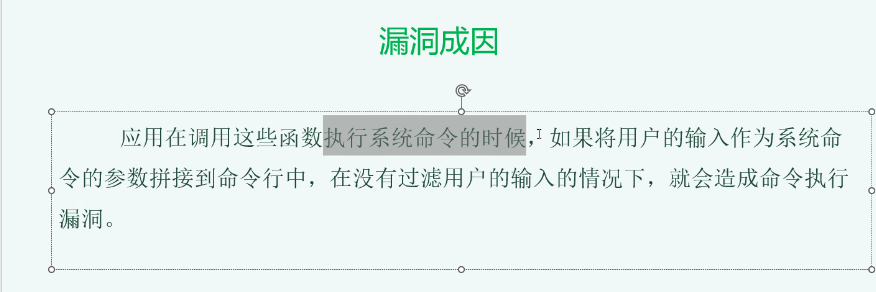 漏洞成因
应用在调用这些函数执行系统命令的时候，如果将用户的输入作为系统命
令的参数拼接到命令行中，在没有过滤用户的输入的情况下，就会造成命令执行
漏洞。